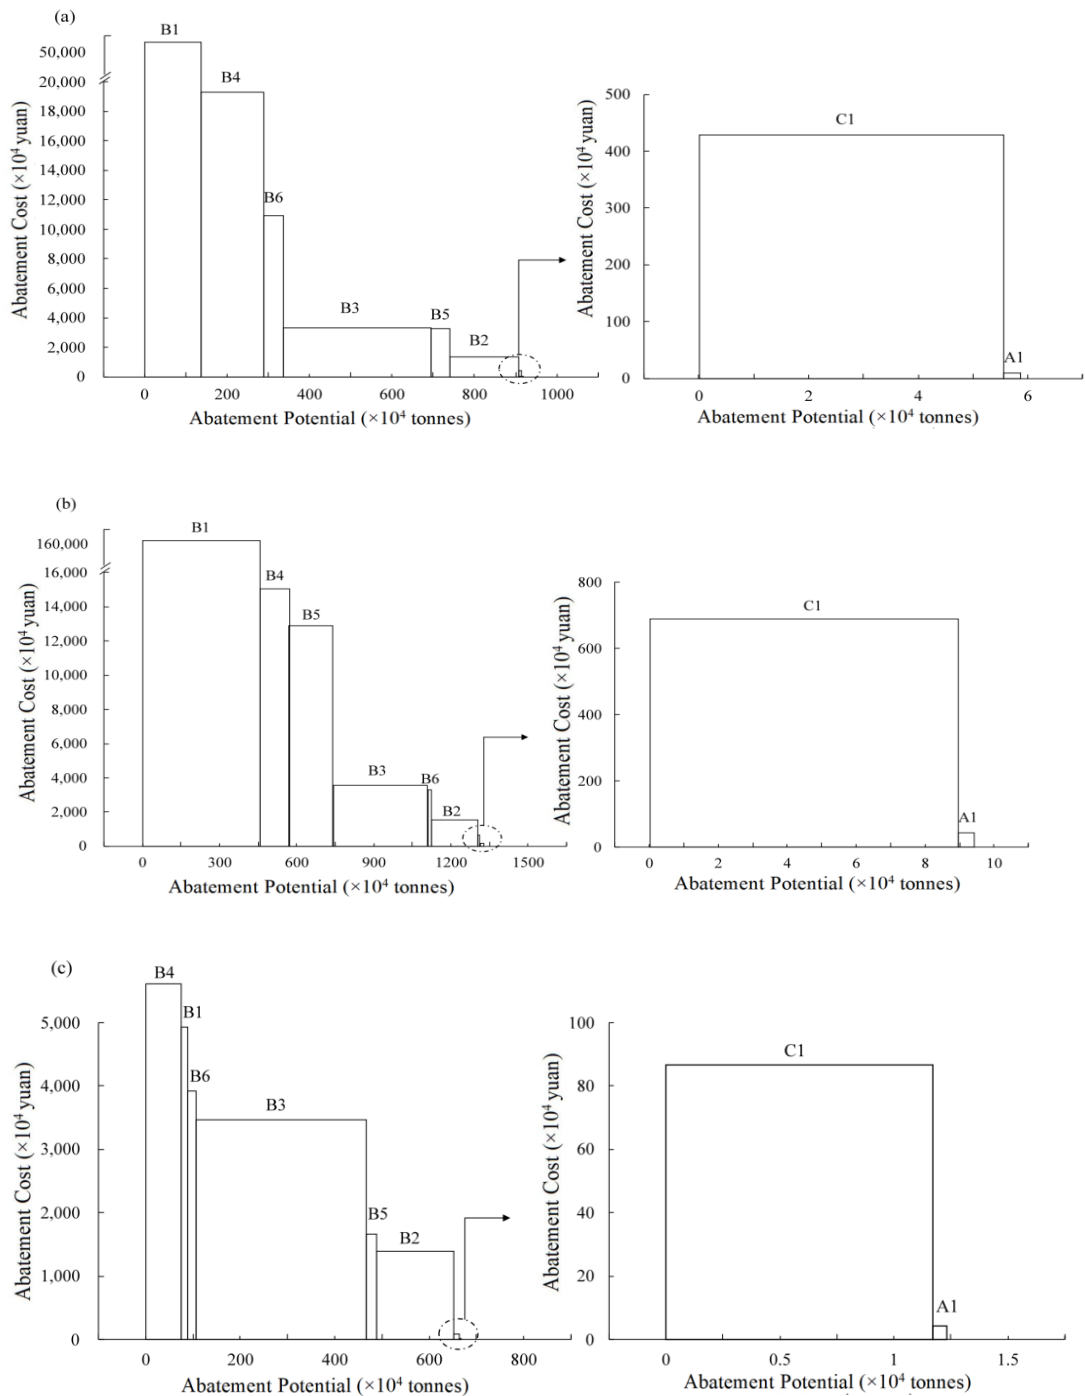 (a)
B1
50,000
20,000
B4
18,000
16,000
14,000
12,000
B6
10,000
8,000
6,000
4,000
B3
B5
B2
2,000
0
0 200 400 600 800 1000
Abatement Potential (×10⁴ tonnes)
Abatement Cost (×10⁴ yuan)
500
C1
400
300
200
100
A1
0
0 2 4 6
Abatement Potential (×10⁴ tonnes)
Abatement Cost (×10⁴ yuan)
(b)
B1
160,000
16,000
B4
14,000
B5
12,000
10,000
8,000
6,000
4,000
B3
B6
2,000
B2
0
0 300 600 600 900 1200 1500
Abatement Potential (×10⁴ tonnes)
Abatement Cost (×10⁴ yuan)
800
C1
600
400
200
A1
0
0 2 4 6 8 10
Abatement Potential (×10⁴ tonnes)
Abatement Cost (×10⁴ yuan)
(c)
B4
B1
5,000
B6
4,000
B3
3,000
2,000
B5
B2
1,000
0
0 200 400 600 800
Abatement Potential (×10⁴ tonnes)
Abatement Cost (×10⁴ yuan)
100
C1
80
60
40
20
A1
0
0 0.5 1 1.5
Abatement Potential (×10⁴ tonnes)
Abatement Cost (×10⁴ yuan)